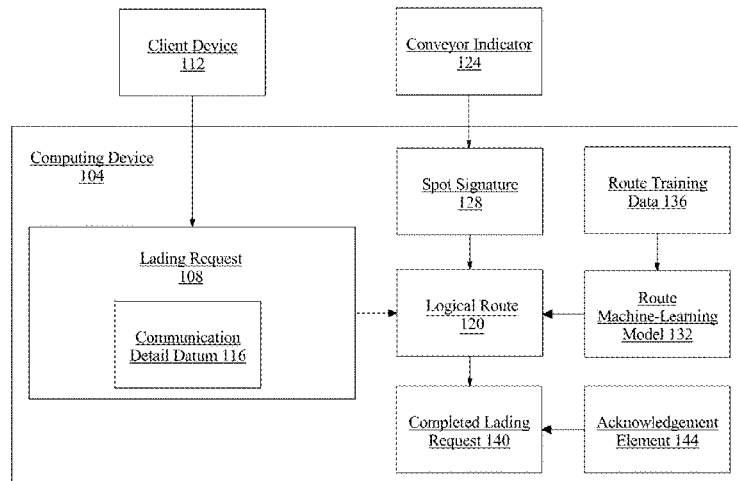 Client Device
112
Conveyor Indicator
124
Computing Device
104
Spot Signature
128
Route Training
Data 136
Lading Request
108
Communication
Detail Datum 116
Logical Route
120
Route
Machine-Learning
Model 132
Completed Lading
Request 140
Acknowledgement
Element 144